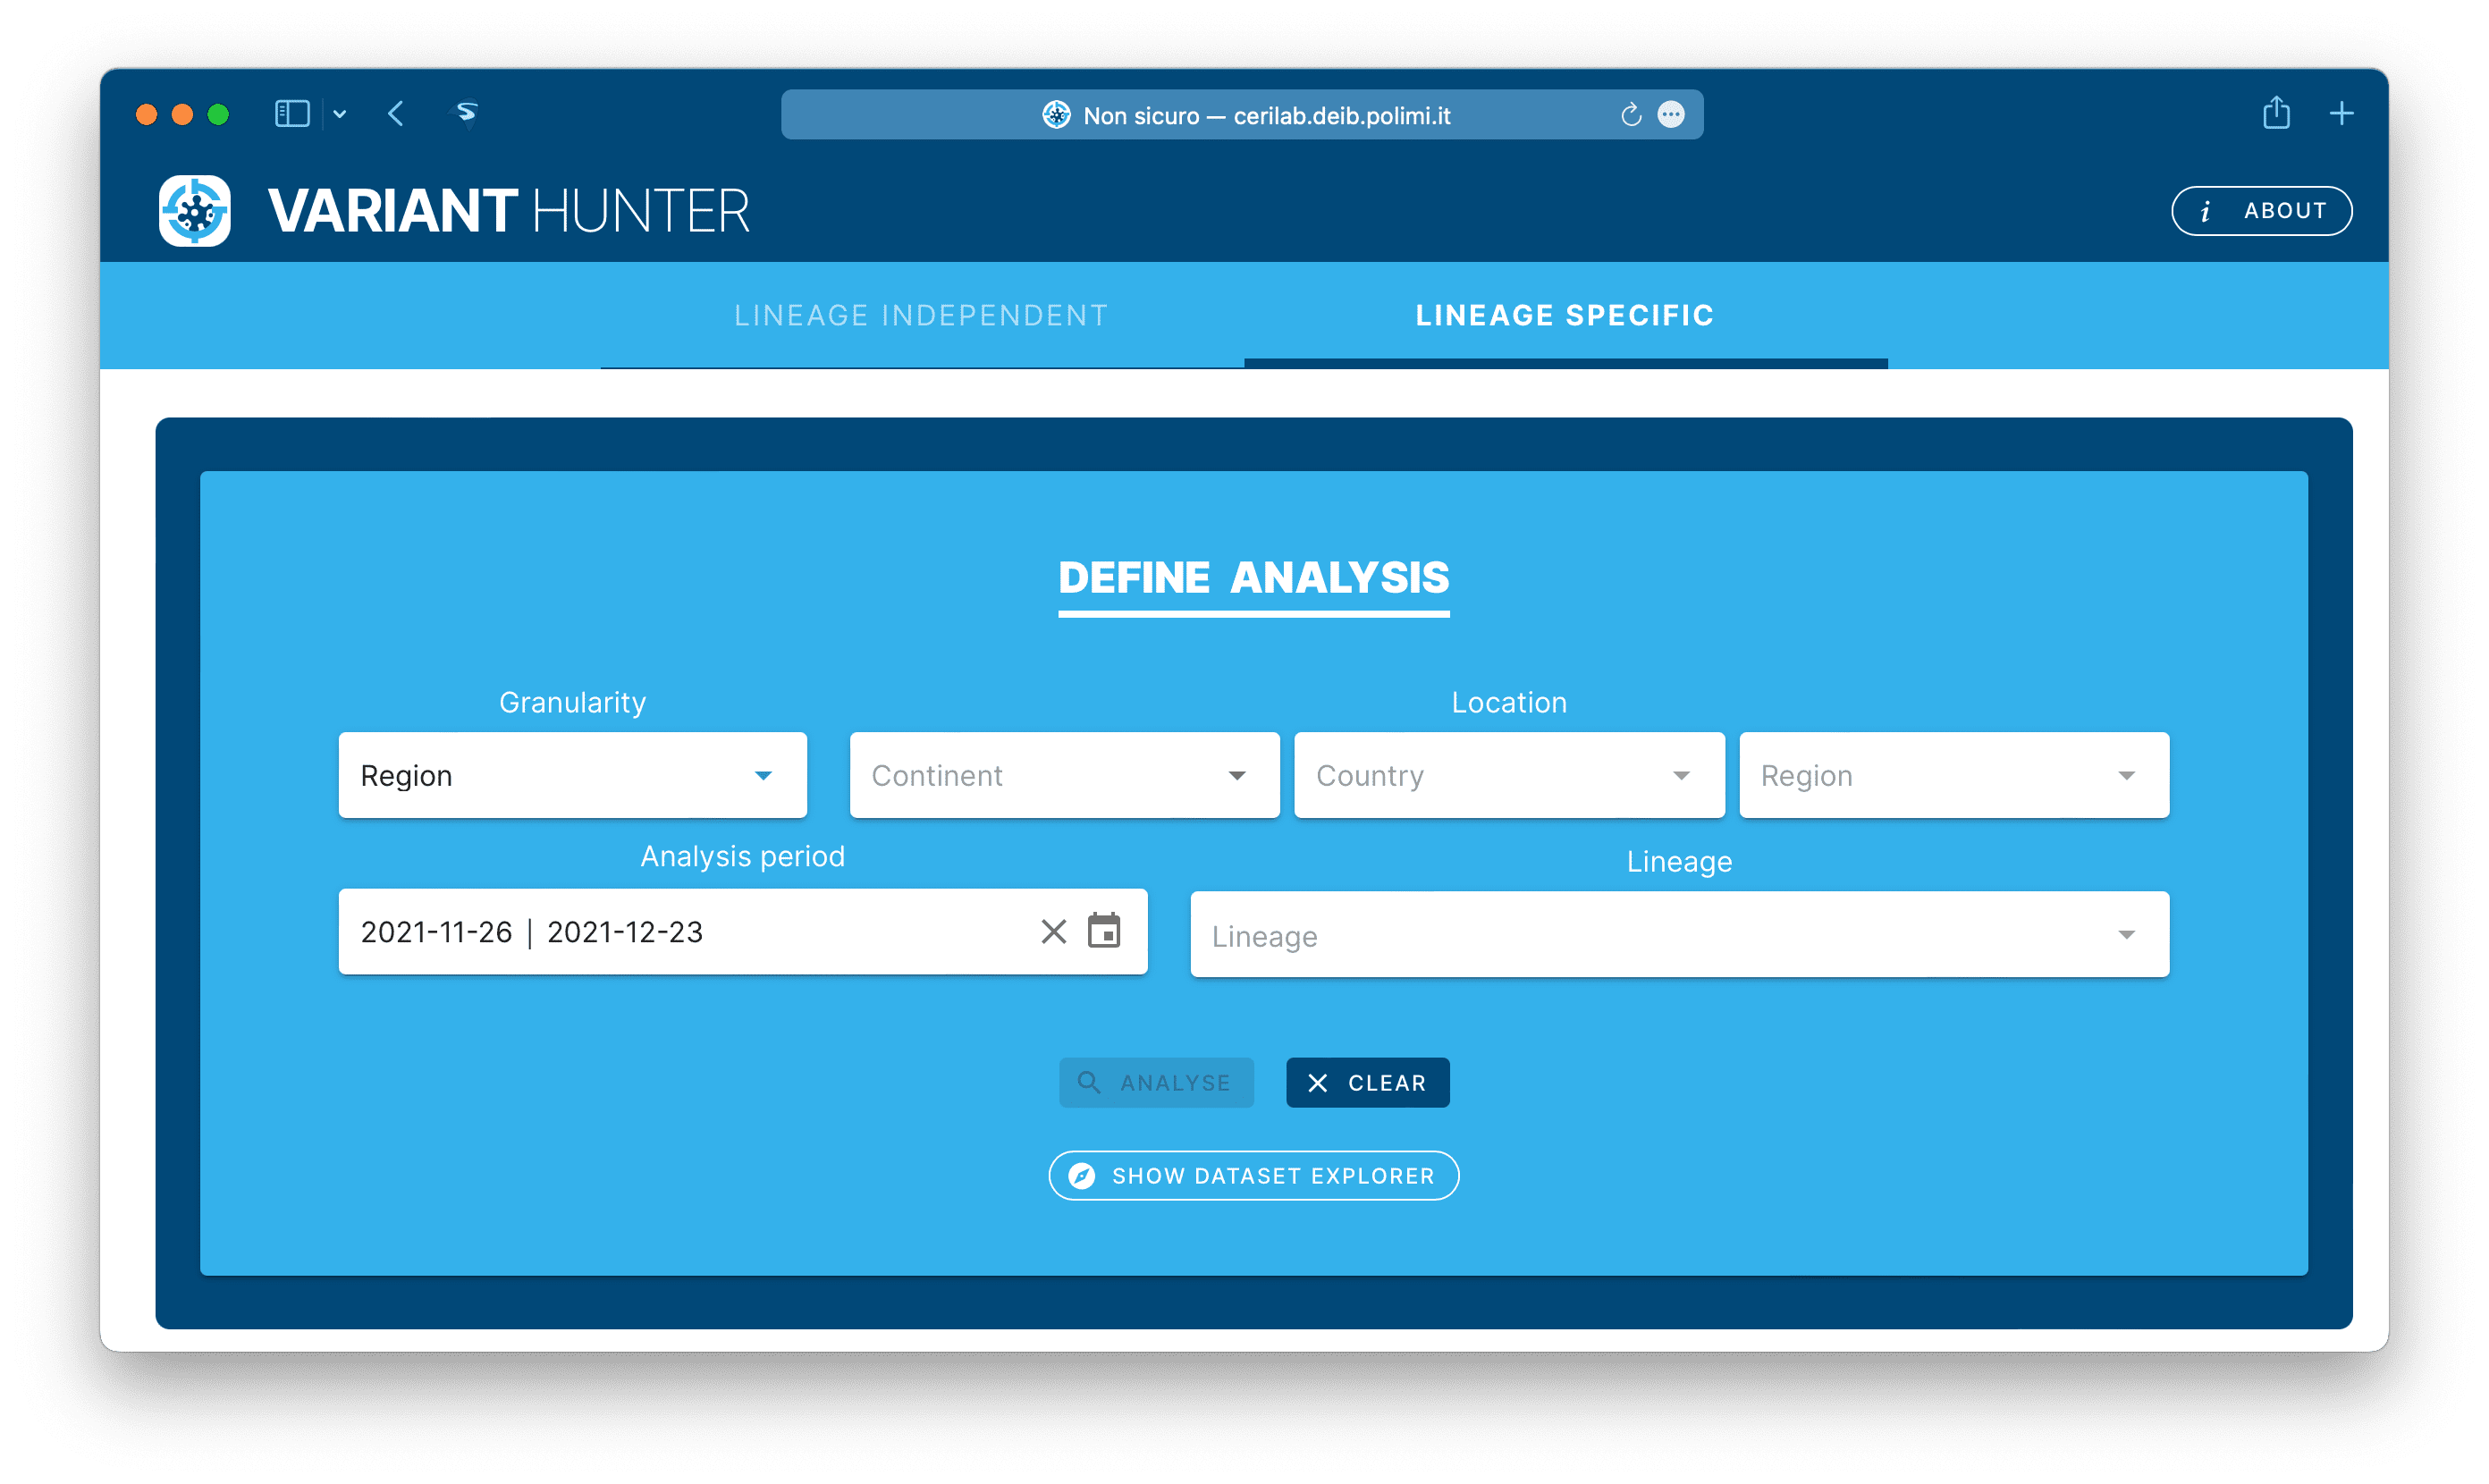 Non sicuro — cerilab.deib.polimi.it
VARIANT HUNTER
i ABOUT
LINEAGE INDEPENDENT LINEAGE SPECIFIC
DEFINE ANALYSIS
Granularity Location
Region Continent Country Region
Analysis period Lineage
2021-11-26 | 2021-12-23 Lineage
ANALYSE CLEAR
SHOW DATASET EXPLORER